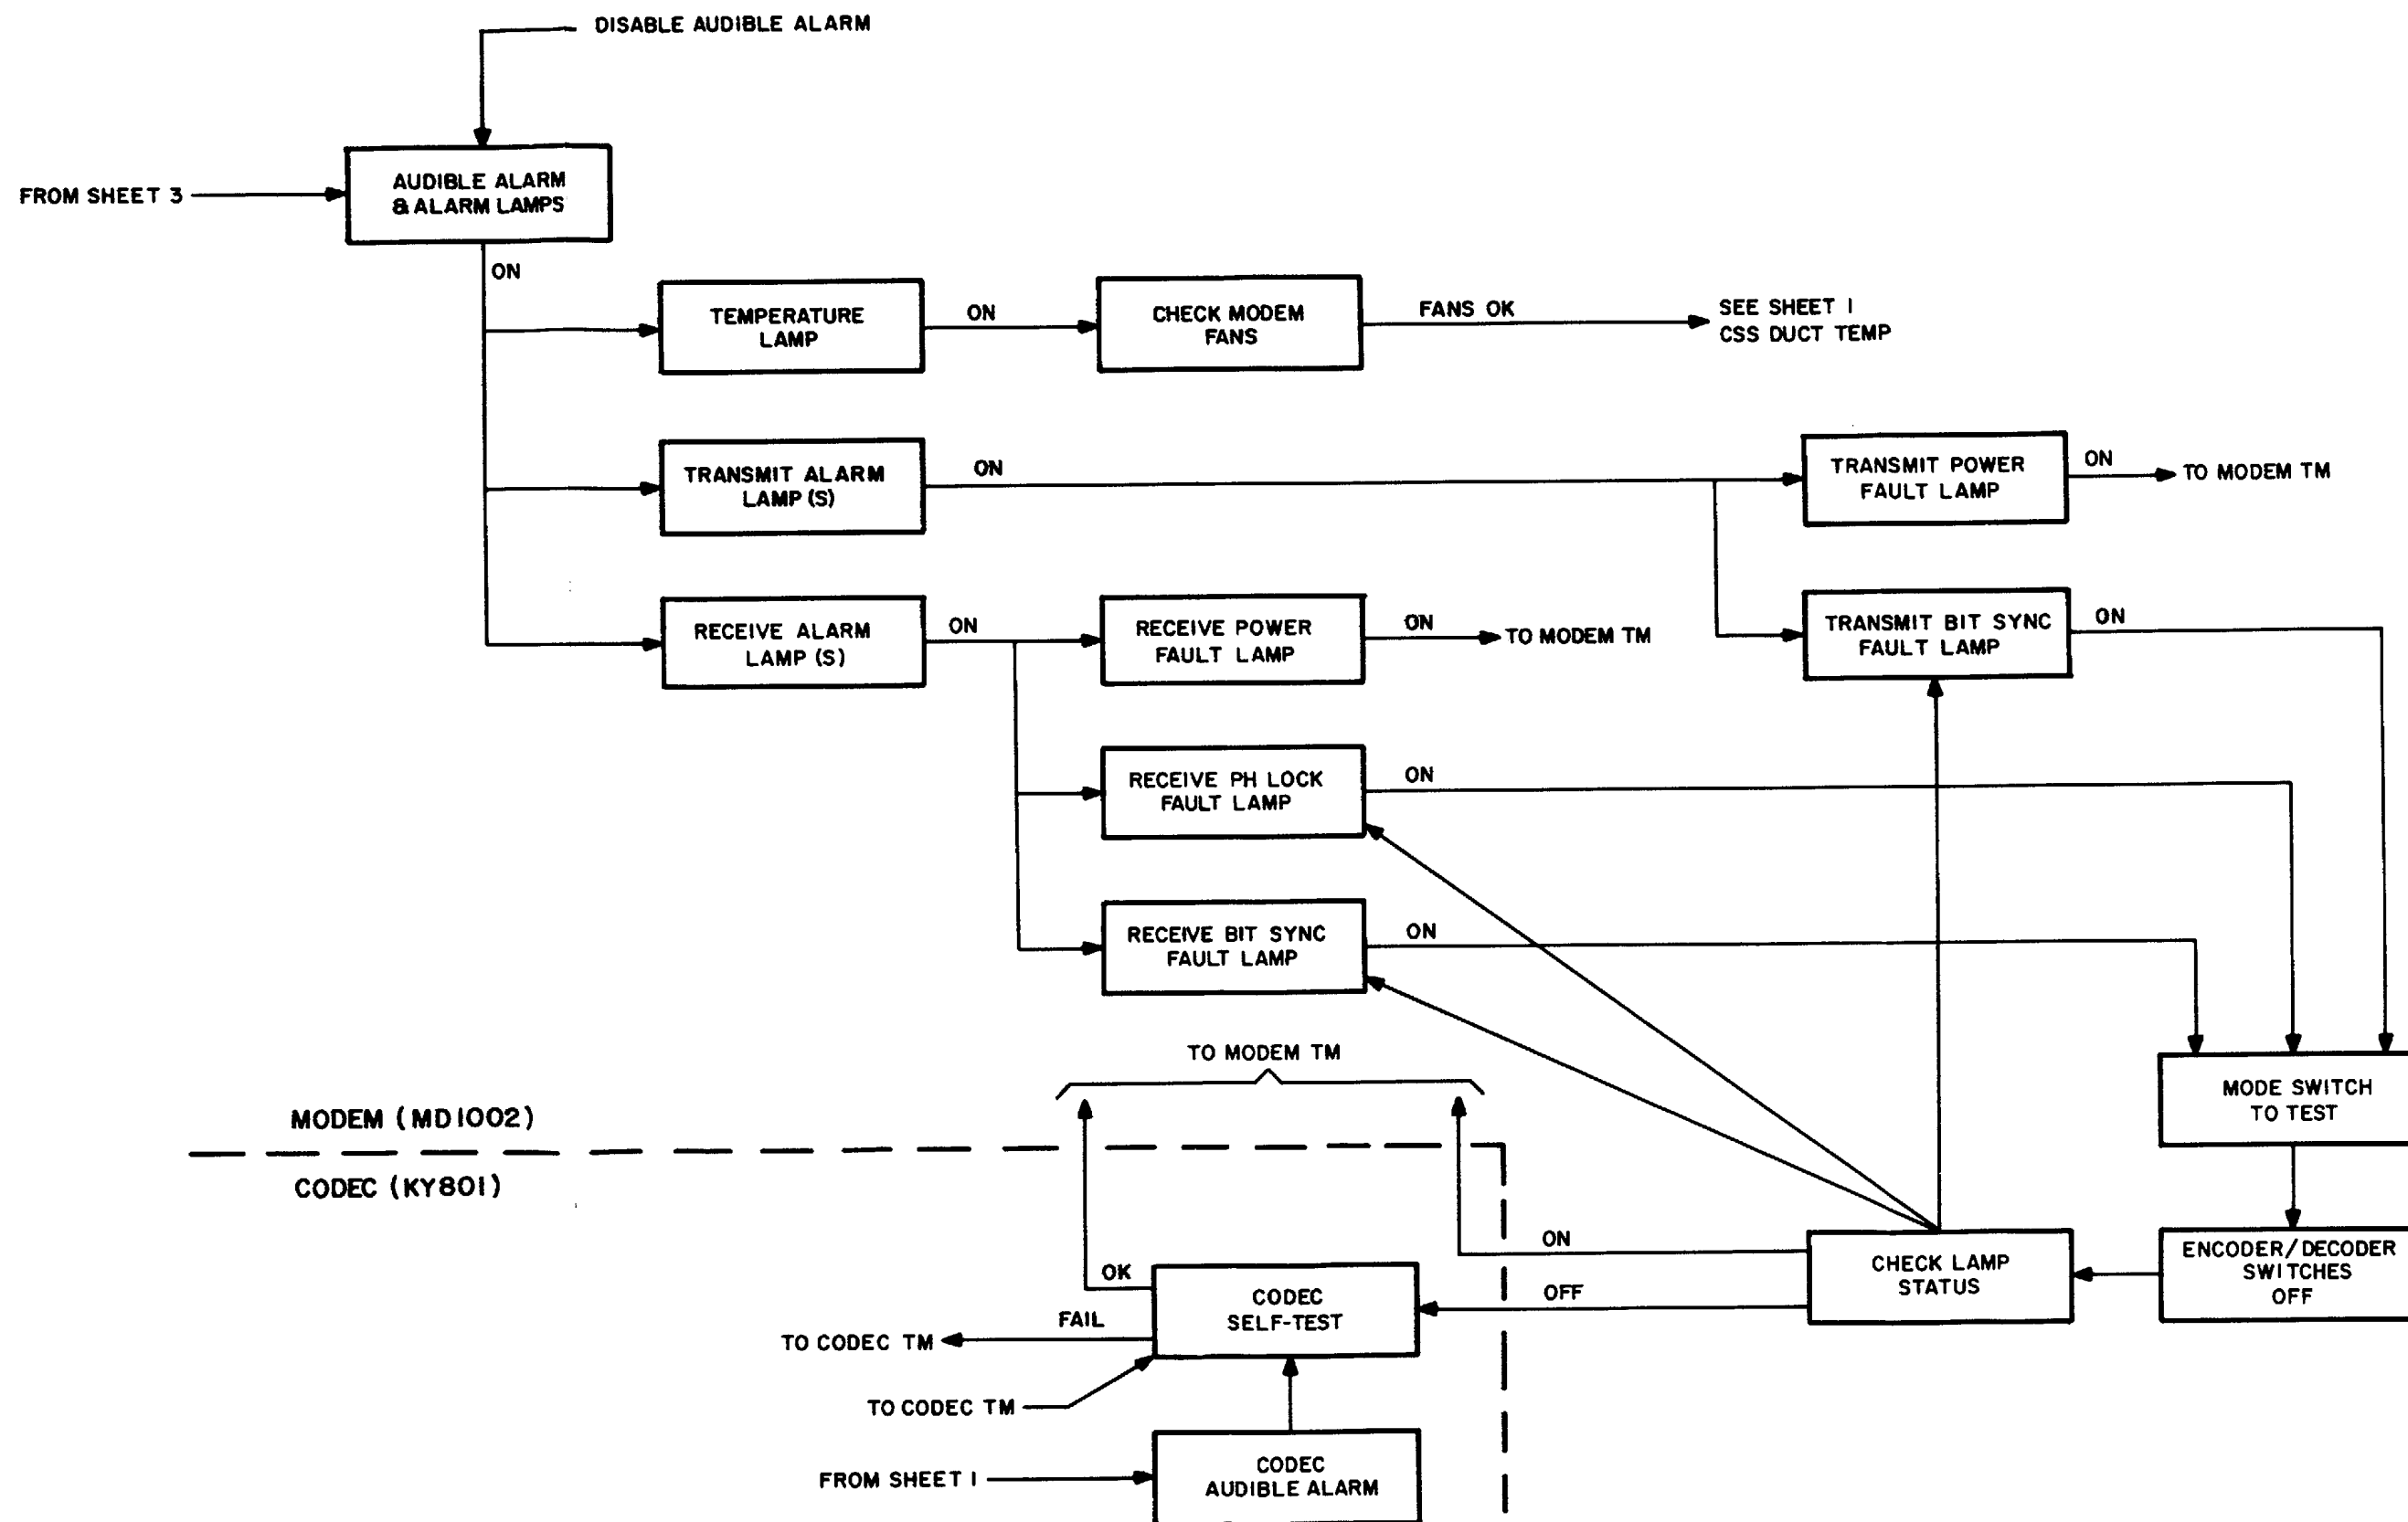 DISABLE AUDIBLE ALARM
FROM SHEET 3
AUDIBLE ALARM
& ALARM LAMPS
ON
TEMPERATURE
LAMP
ON
CHECK MODEM
FANS
FANS OK
SEE SHEET 1
CSS DUCT TEMP
TRANSMIT ALARM
LAMP (S)
ON
TRANSMIT POWER
FAULT LAMP
ON
TO MODEM TM
RECEIVE ALARM
LAMP (S)
ON
RECEIVE POWER
FAULT LAMP
ON
TO MODEM TM
TRANSMIT BIT SYNC
FAULT LAMP
ON
RECEIVE PH LOCK
FAULT LAMP
ON
RECEIVE BIT SYNC
FAULT LAMP
ON
TO MODEM TM
MODE SWITCH
TO TEST
MODEM (MD1002)
CODEC (KY801)
ENCODER/DECODER
SWITCHES
OFF
CHECK LAMP
STATUS
ON
OFF
OK
CODEC
SELF-TEST
FAIL
TO CODEC TM
TO CODEC TM
CODEC
AUDIBLE ALARM
FROM SHEET 1